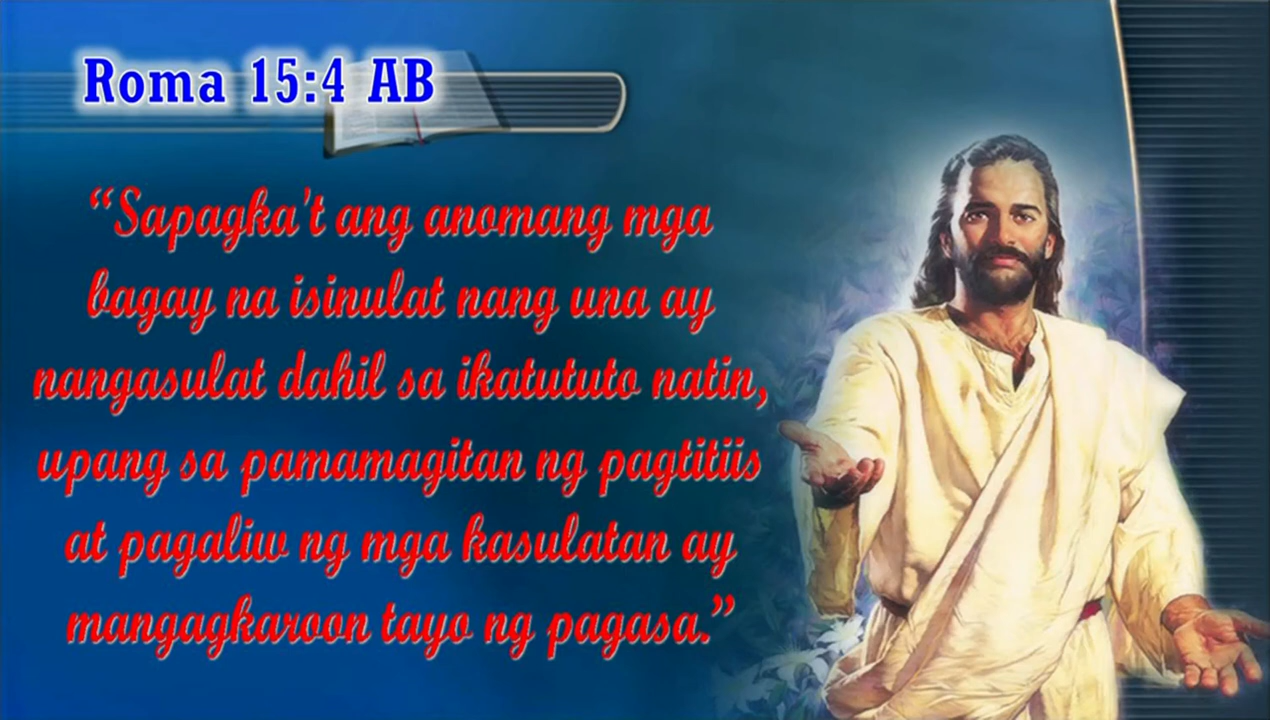 Roma 15:4 AB
“Sapagka't ang anomang mga
bagay na isinulat nang una ay
nangasulat dahil sa ikatututo natin,
upang sa pamamagitan ng pagtitiis
at pagaliw ng mga kasulatan ay
mangagkaroon tayo ng pagasa.”